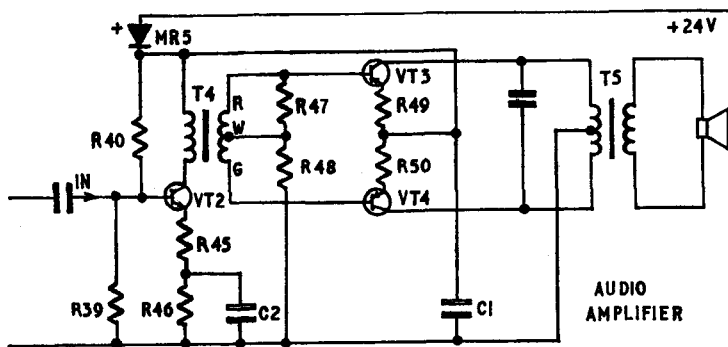 + MR5
+24V
T4
R
W
G
R47
R48
VT3
R49
R50
VT4
T5
R40
IN
VT2
R45
R39
R46
C2
C1
AUDIO
AMPLIFIER